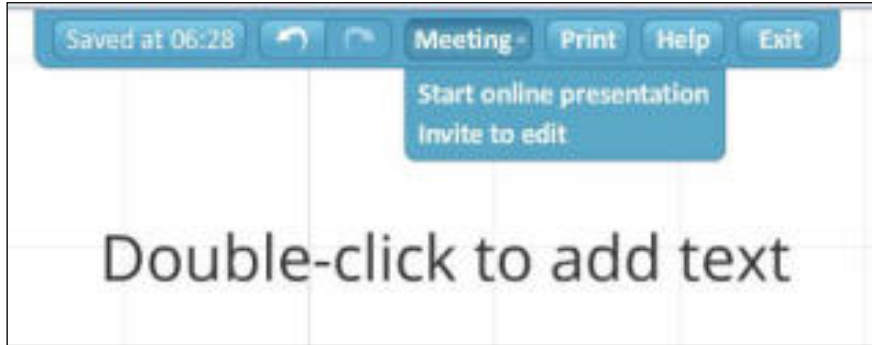 Saved at 06:28 Meeting Print Help Exit
Start online presentation
Invite to edit
Double-click to add text